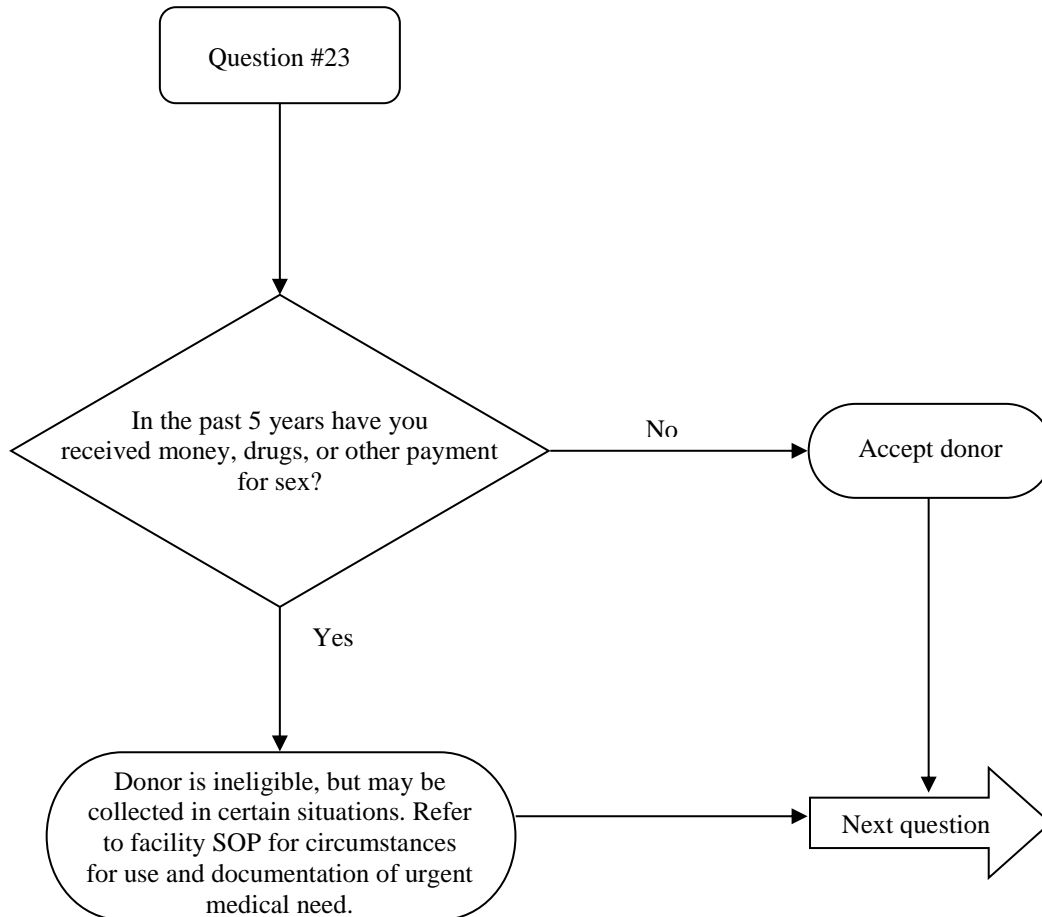 Question #23
In the past 5 years have you
received money, drugs, or other payment
for sex?
No
Accept donor
Yes
Donor is ineligible, but may be
collected in certain situations. Refer
to facility SOP for circumstances
for use and documentation of urgent
medical need.
Next question